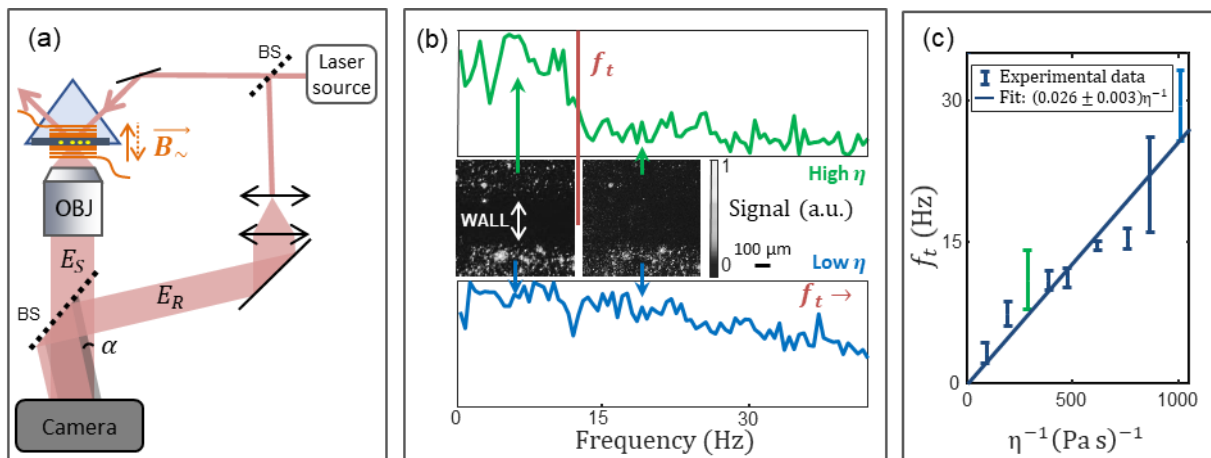 (a)
BS
Laser
source
B∼
OBJ
E_S
E_R
BS
α
Camera
(b)
f_t
High η
WALL
1
0
Signal (a.u.)
100 μm
Low η
f_t →
0
15
30
Frequency (Hz)
(c)
Experimental data
Fit: (0.026 ± 0.003)η⁻¹
30
15
0
f_t (Hz)
0
500
1000
η⁻¹(Pa s)⁻¹